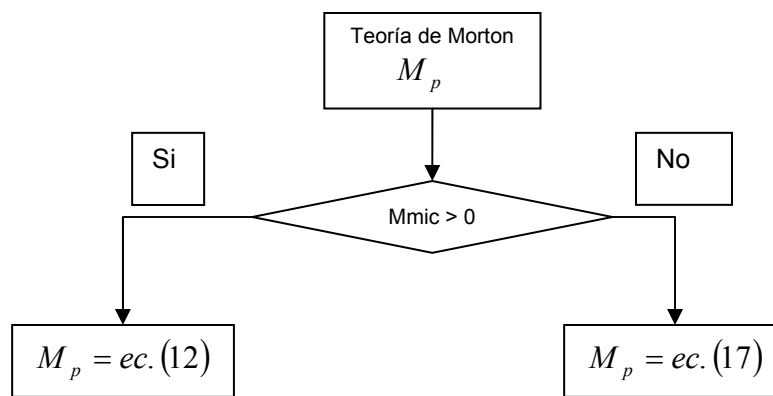 Teoría de Morton
M_p
Si
No
Mmic > 0
M_p = ec. (12)
M_p = ec. (17)